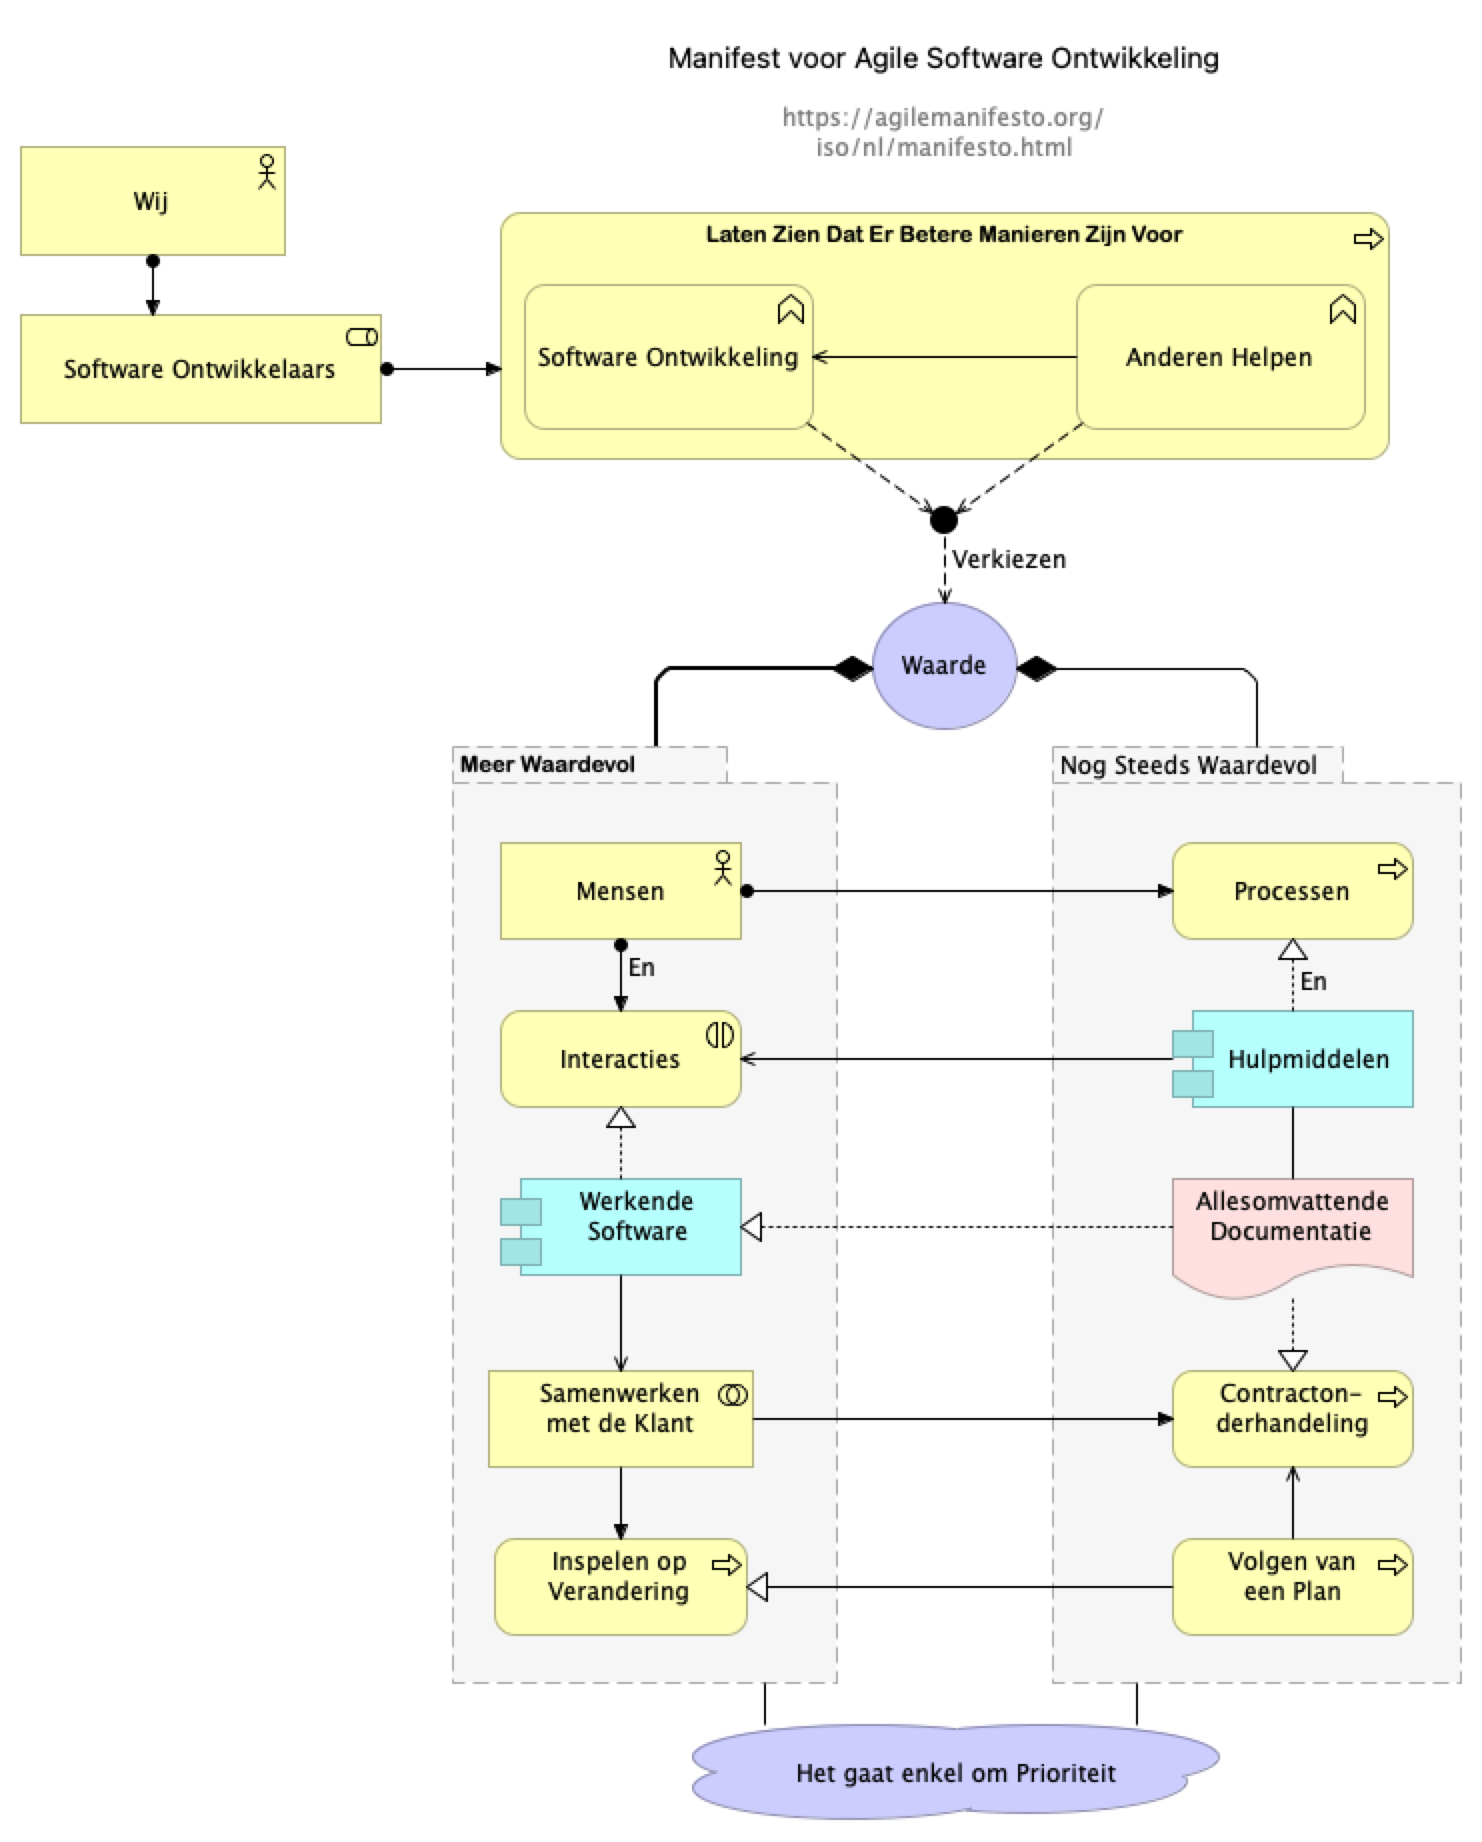 Manifest voor Agile Software Ontwikkeling
https://agilemanifesto.org/
iso/nl/manifesto.html
Wij
Software Ontwikkelaars
Laten Zien Dat Er Betere Manieren Zijn Voor
Software Ontwikkeling
Anderen Helpen
Verkiezen
Waarde
Meer Waardevol
Nog Steeds Waardevol
Mensen
Processen
En
En
Interacties
Hulpmiddelen
Werkende
Software
Allesomvattende
Documentatie
Samenwerken
met de Klant
Contracton-
derhandeling
Inspelen op
Verandering
Volgen van
een Plan
Het gaat enkel om Prioriteit